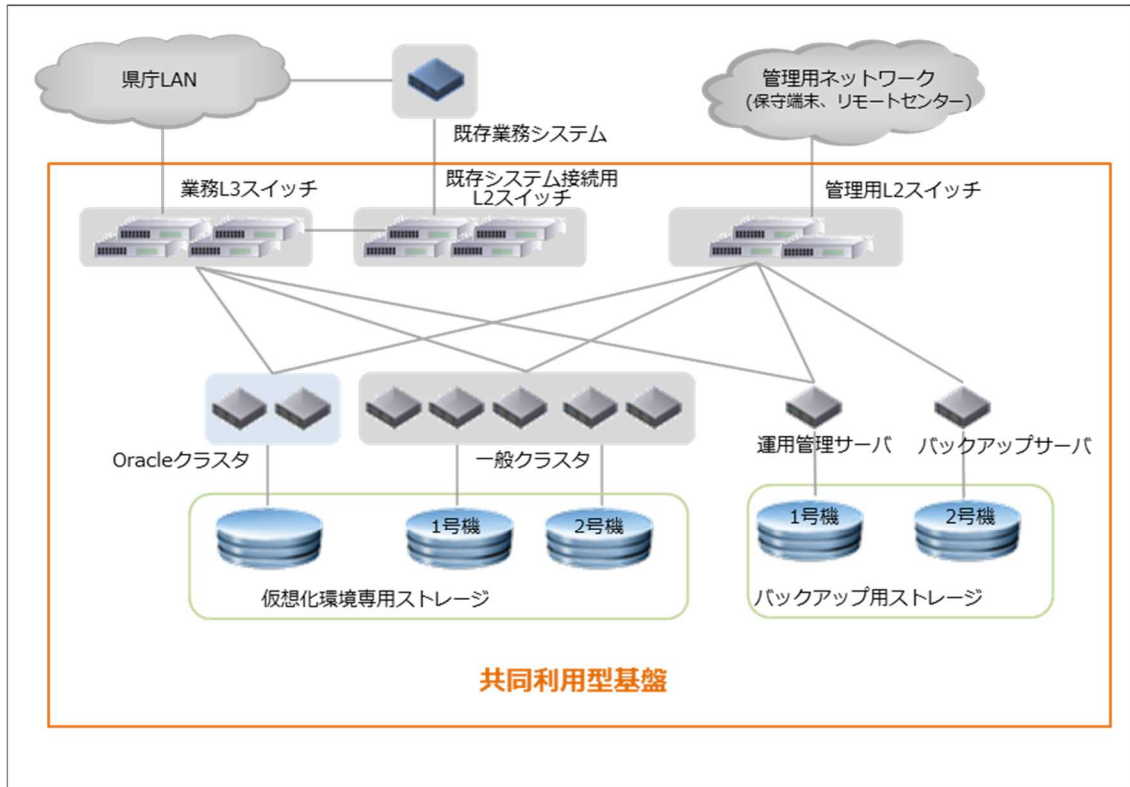 県庁LAN
管理用ネットワーク
(保守端末、リモートセンター)
既存業務システム
業務L3スイッチ
既存システム接続用
L2スイッチ
管理用L2スイッチ
Oracleクラスタ
一般クラスタ
運用管理サーバ
バックアップサーバ
1号機
2号機
1号機
2号機
仮想化環境専用ストレージ
バックアップ用ストレージ
共同利用型基盤